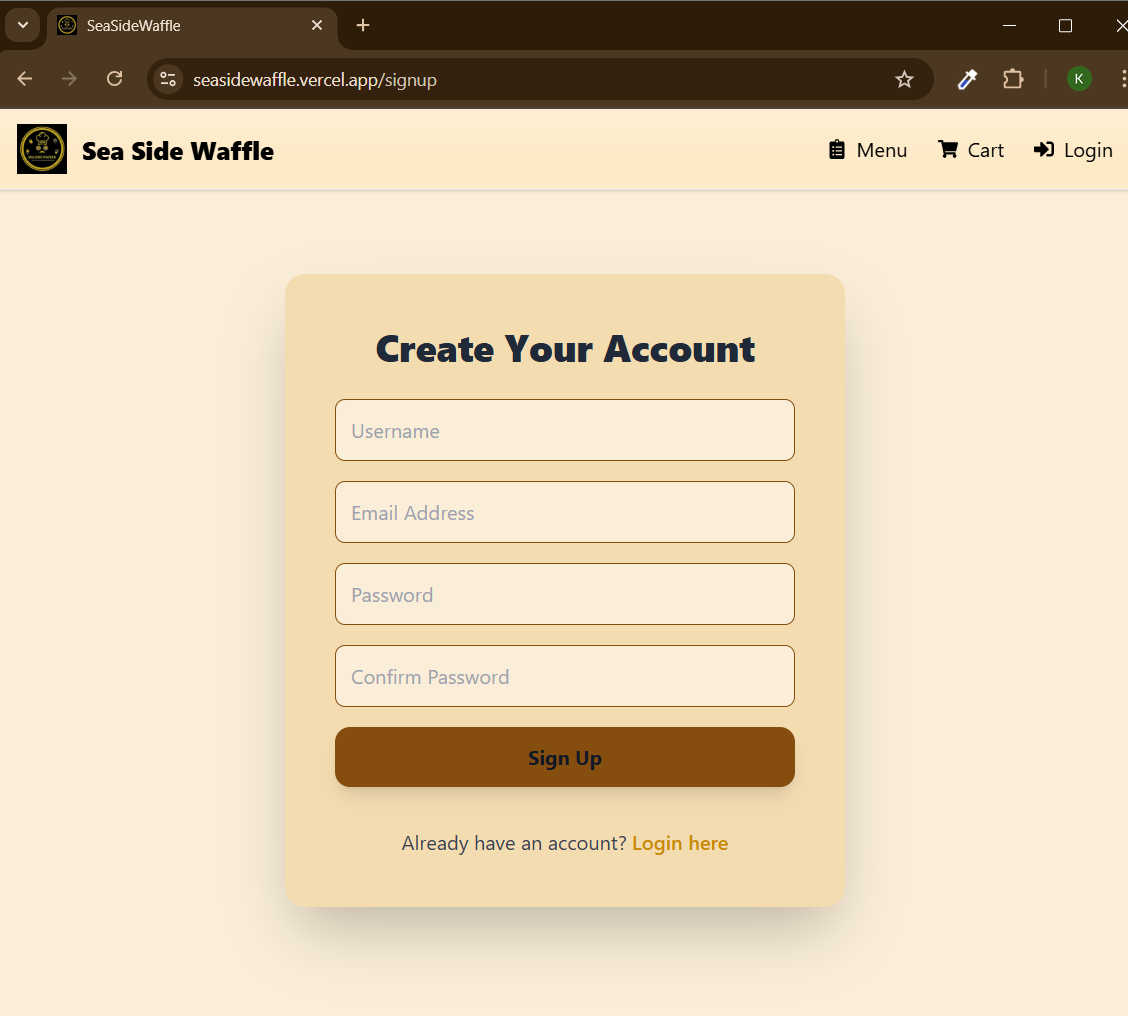 SeaSideWaffle
seasidewaffle.vercel.app/signup
K
Sea Side Waffle
Menu
Cart
Login
Create Your Account
Username
Email Address
Password
Confirm Password
Sign Up
Already have an account? Login here